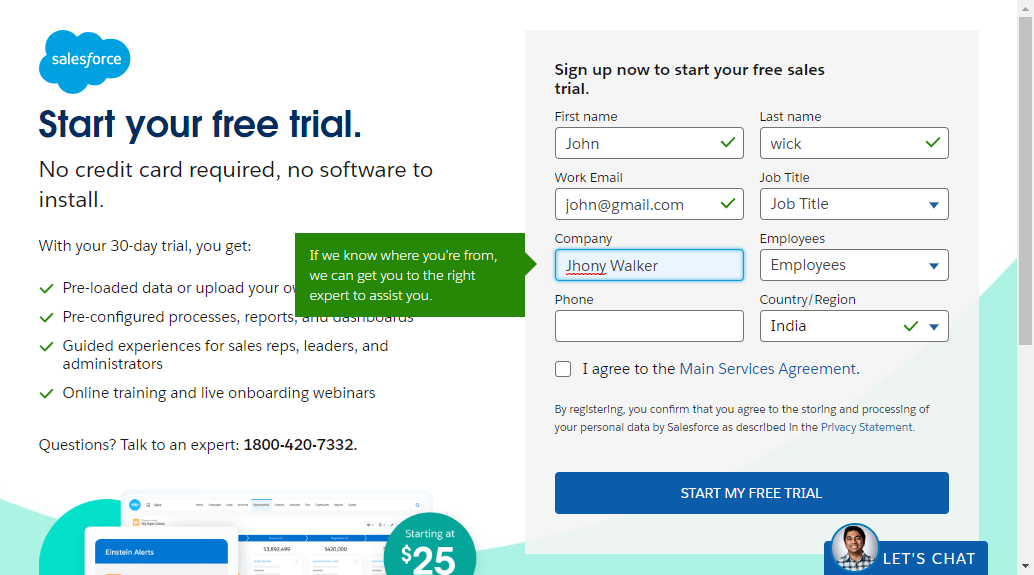 salesforce
Start your free trial.
No credit card required, no software to
install.
With your 30-day trial, you get:
Pre-loaded data or upload your
Pre-configured processes, reports, and dashboards
Guided experiences for sales reps, leaders, and
administrators
Online training and live onboarding webinars
Questions? Talk to an expert: 1800-420-7332.
If we know where you're from,
we can get you to the right
expert to assist you.
Sign up now to start your free sales
trial.
First name
Last name
John
wick
Work Email
Job Title
john@gmail.com
Job Title
Company
Employees
Jhony Walker
Employees
Phone
Country/Region
India
I agree to the Main Services Agreement.
By registering, you confirm that you agree to the storing and processing of
your personal data by Salesforce as described in the Privacy Statement.
START MY FREE TRIAL
Einstein Alerts
$3,892,499
$420,000
Starting at
$25
LET'S CHAT